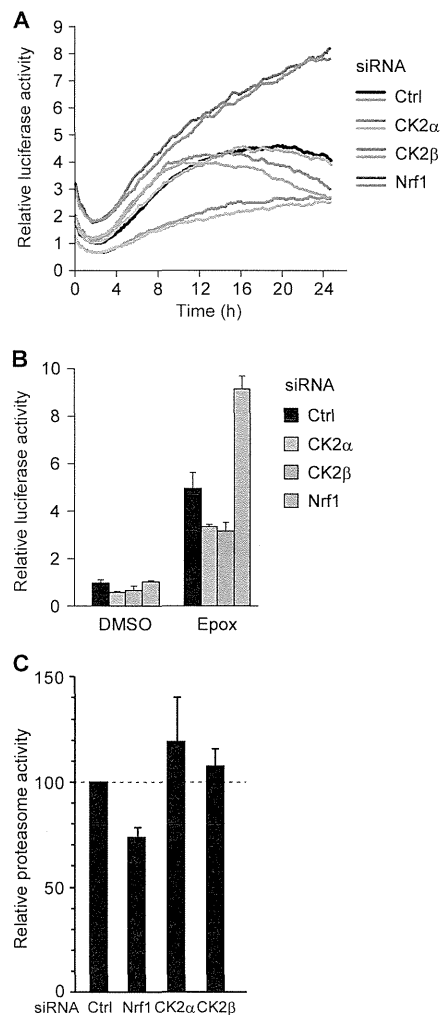 A
Relative luciferase activity
9
8
7
6
5
4
3
2
1
0
0 4 8 12 16 20 24
Time (h)
siRNA
Ctrl
CK2α
CK2β
Nrf1
B
Relative luciferase activity
10
8
6
4
2
0
DMSO Epox
siRNA
Ctrl
CK2α
CK2β
Nrf1
C
Relative proteasome activity
150
100
50
0
siRNA Ctrl Nrf1 CK2α CK2β